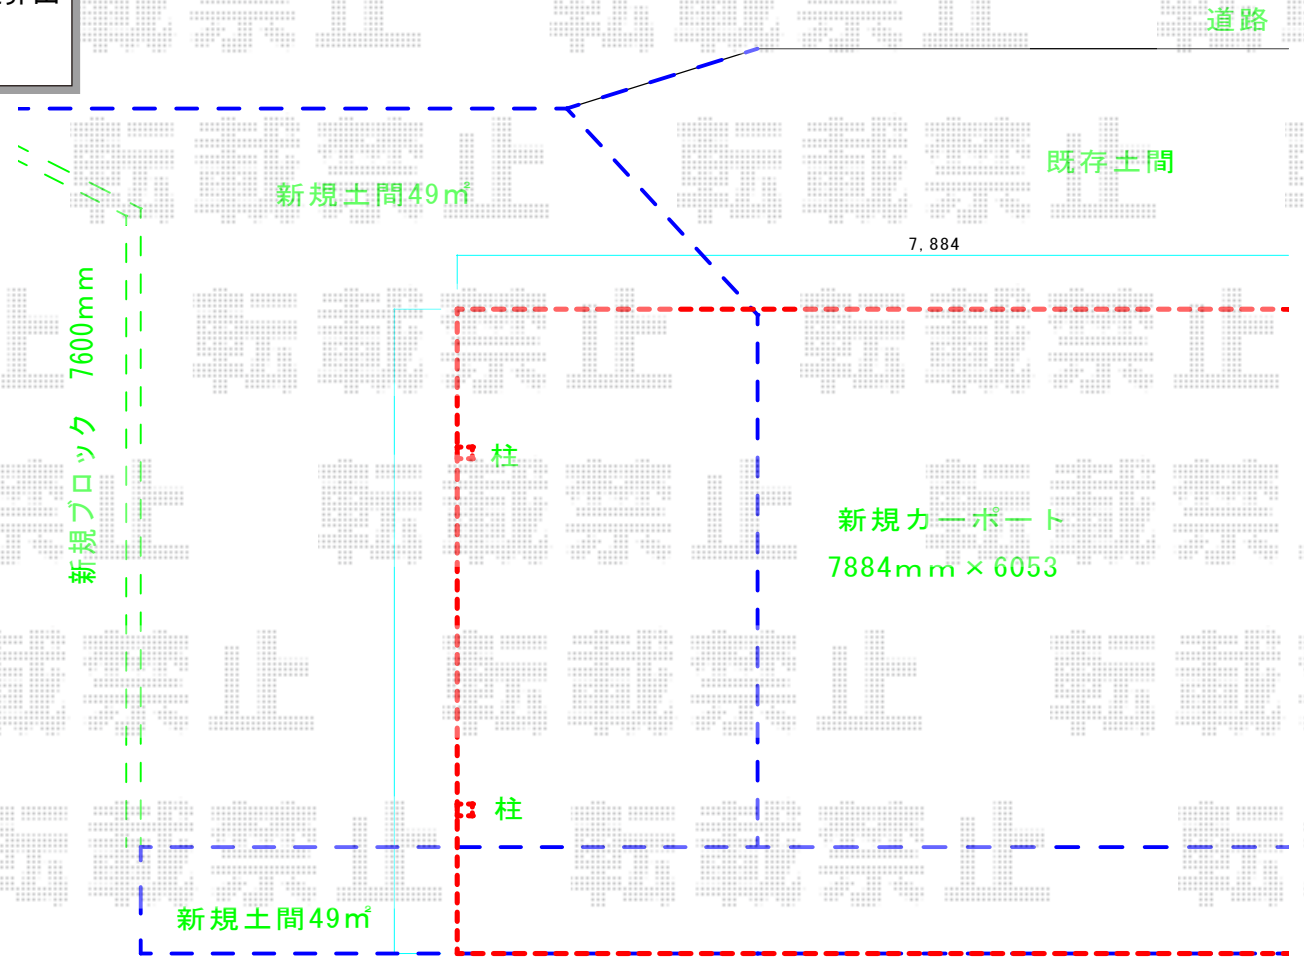 道路
新規土間49㎡
既存土間
7,884
新規ブロック 7600mm
柱
新規カーポート
7884mm×6053
柱
新規土間49㎡
転載禁止